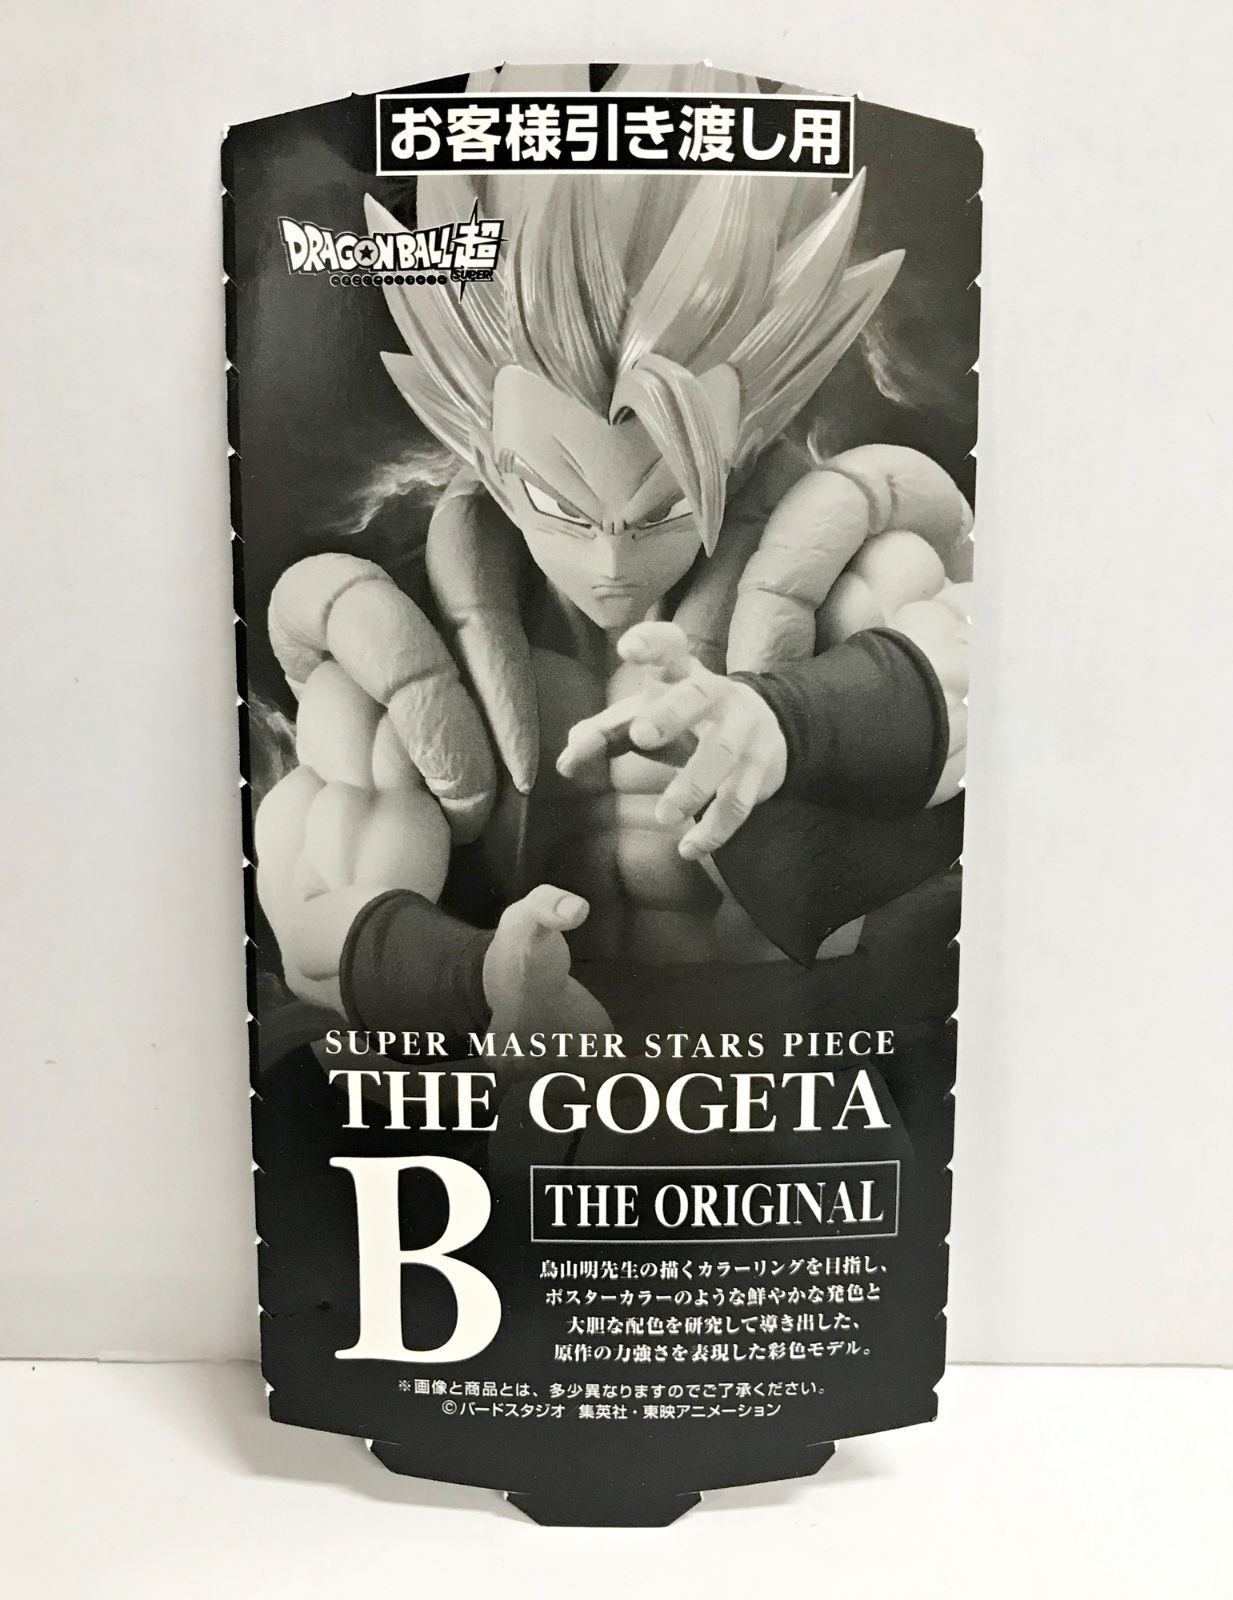 お客様引き渡し用
DRAGONBALL超
SUPER
SUPER MASTER STARS PIECE
THE GOGETA
B
THE ORIGINAL
鳥山明先生の描くカラーリングを目指し、
ポスターカラーのような鮮やかな発色と
大胆な配色を研究して導き出した、
原作の力強さを表現した彩色モデル。
※画像と商品とは、多少異なりますのでご了承ください。
©バードスタジオ 集英社・東映アニメーション